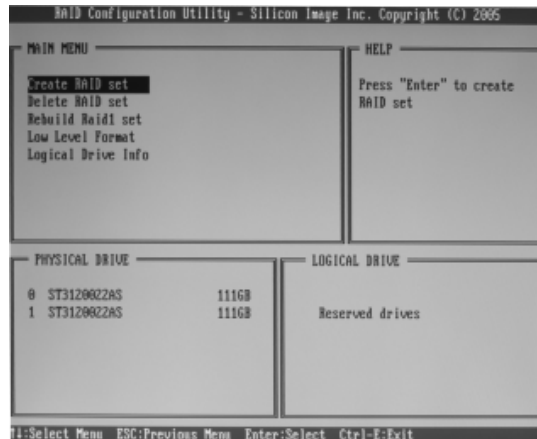 RAID Configuration Utility - Silicon Image Inc. Copyright (C) 2005
MAIN MENU
Create RAID set
Delete RAID set
Rebuild Raid1 set
Low Level Format
Logical Drive Info
HELP
Press "Enter" to create
RAID set
PHYSICAL DRIVE
0 ST3120022AS 111GB
1 ST3120022AS 111GB
LOGICAL DRIVE
Reserved drives
↑↓:Select Menu ESC:Previous Menu Enter:Select Ctrl-E:Exit